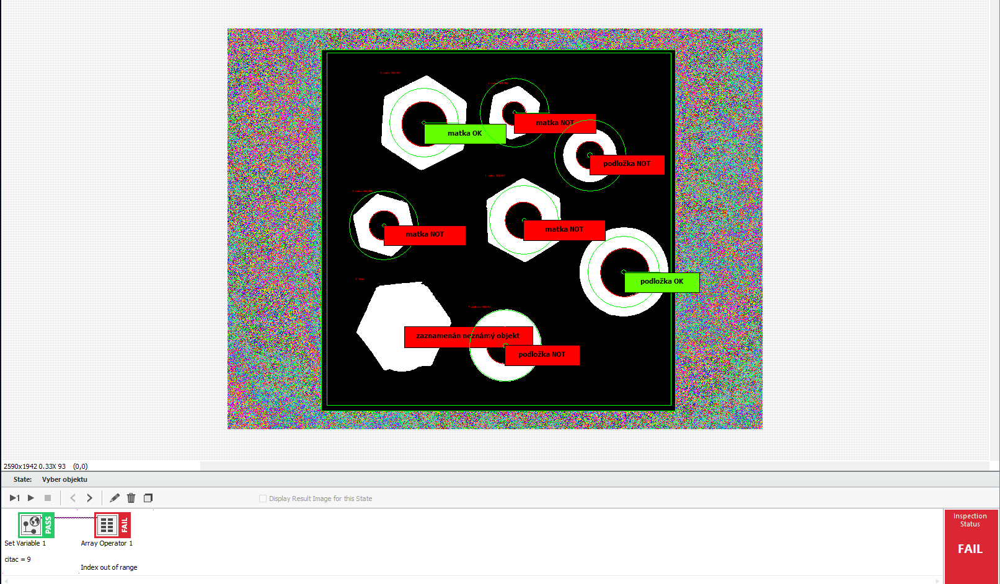 matka OK
matka NOT
podložka NOT
matka NOT
matka NOT
podložka OK
zaznamenán neznámý objekt
podložka NOT
2590x1942 0.33X 93 (0,0)
State: Vyber objektu
Display Result Image for this State
PASS
FAIL
Set Variable 1
Array Operator 1
citac = 9
Index out of range
Inspection
Status
FAIL